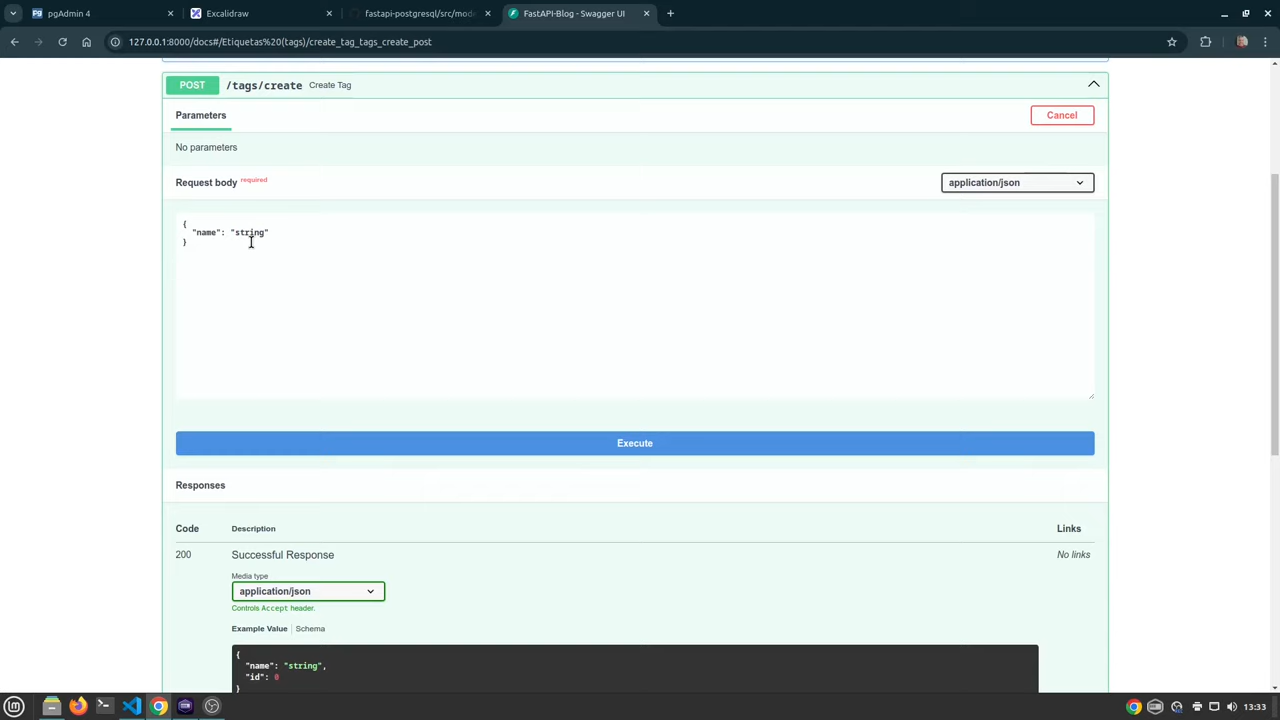 pgAdmin 4
Excalidraw
fastapi-postgresql/src/mode
FastAPI-Blog - Swagger UI
127.0.0.1:8000/docs#/Etiquetas%20(tags)/create_tag_tags_create_post
POST /tags/create Create Tag
Parameters
Cancel
No parameters
Request body required
application/json
{
"name": "string"
}
Execute
Responses
Code Description Links
200 Successful Response No links
Media type
application/json
Controls Accept header.
Example Value | Schema
{
"name": "string",
"id": 0
}
13:33